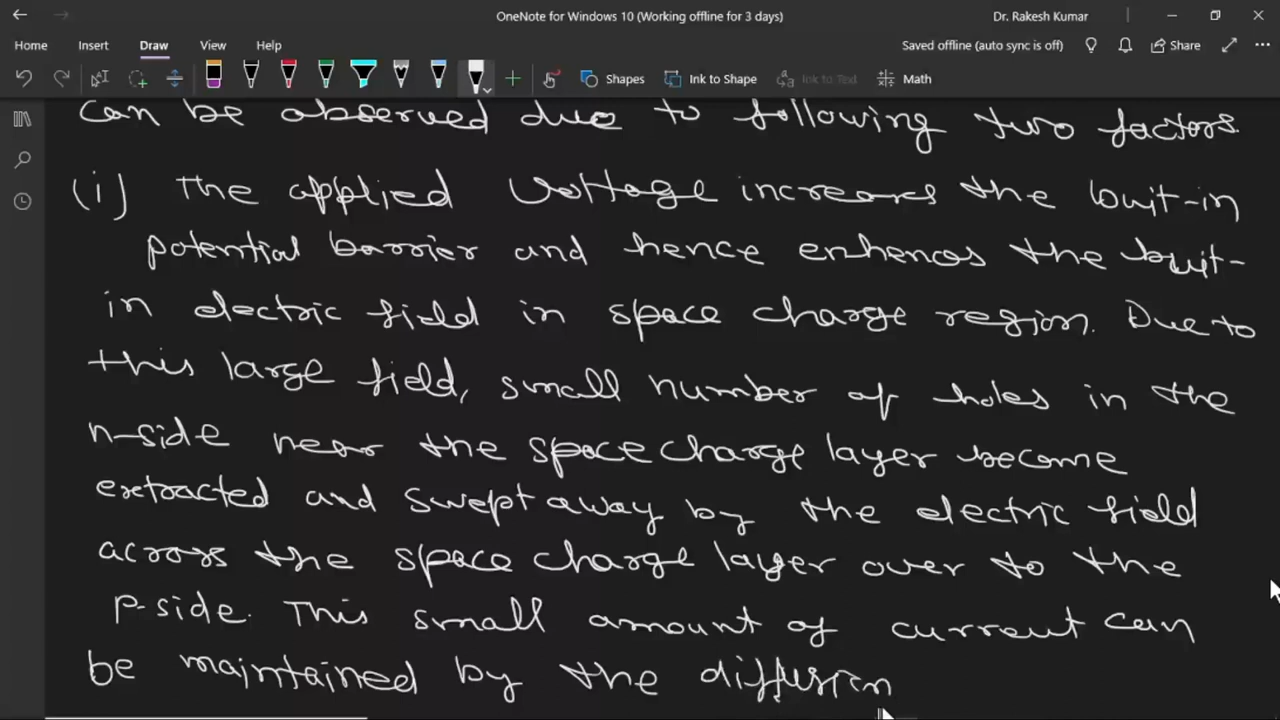 OneNote for Windows 10 (Working offline for 3 days)
Dr. Rakesh Kumar
Home Insert Draw View Help
Saved offline (auto sync is off) Share
Shapes Ink to Shape Ink to Text Math
can be observed due to following two factors.
(i) The applied voltage increases the built-in
potential barrier and hence enhences the built-
in electric field in space charge region. Due to
this large field, small number of holes in the
n-side near the space charge layer become
extracted and swept away by the electric field
across the space charge layer over to the
p-side. This small amount of current can
be maintained by the diffusion